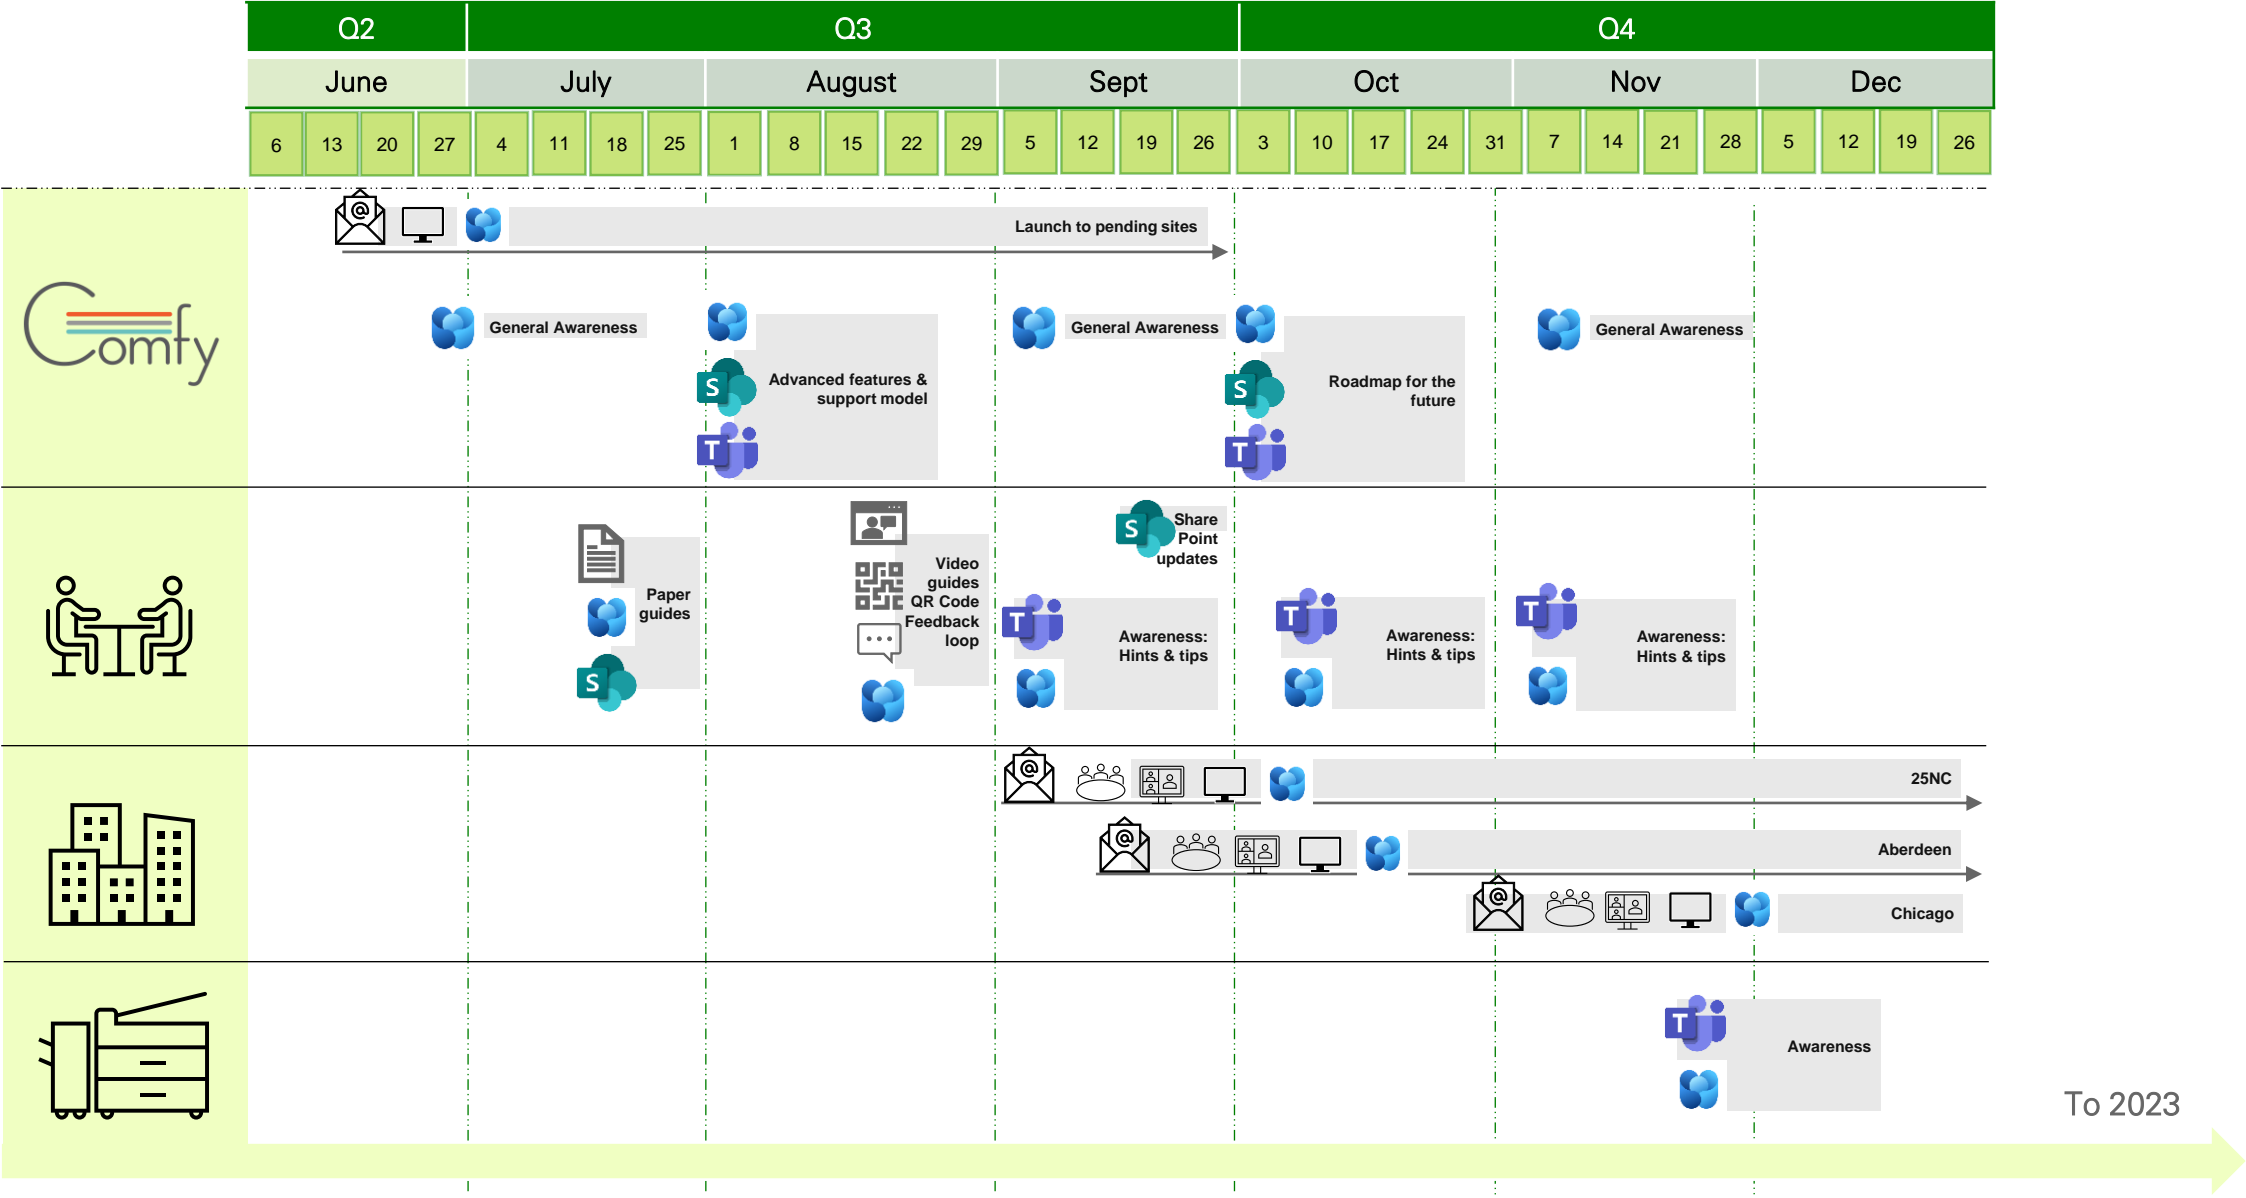 Q2 Q3 Q4
June July August Sept Oct Nov Dec
6 13 20 27 4 11 18 25 1 8 15 22 29 5 12 19 26 3 10 17 24 31 7 14 21 28 5 12 19 26
@
Launch to pending sites
Comfy
General Awareness
General Awareness
General Awareness
S
T
Advanced features &
support model
S
T
Roadmap for the
future
Paper
guides
S
Video
guides
QR Code
Feedback
loop
S
Share
Point
updates
T
Awareness:
Hints & tips
T
Awareness:
Hints & tips
T
Awareness:
Hints & tips
@
25NC
@
Aberdeen
@
Chicago
T
Awareness
To 2023